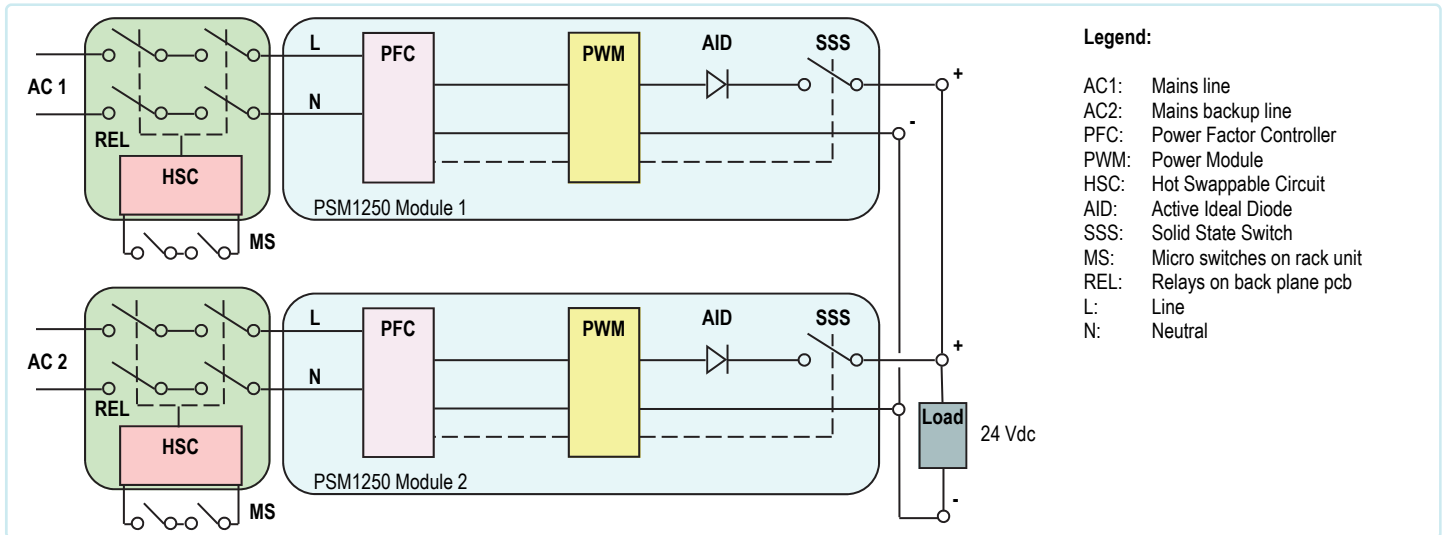 L
PFC
PWM
AID
SSS
+
AC 1
N
-
REL
HSC
PSM1250 Module 1
MS
L
PFC
PWM
AID
SSS
+
AC 2
N
REL
HSC
Load
24 Vdc
PSM1250 Module 2
MS
-
Legend:
AC1: Mains line
AC2: Mains backup line
PFC: Power Factor Controller
PWM: Power Module
HSC: Hot Swappable Circuit
AID: Active Ideal Diode
SSS: Solid State Switch
MS: Micro switches on rack unit
REL: Relays on back plane pcb
L: Line
N: Neutral